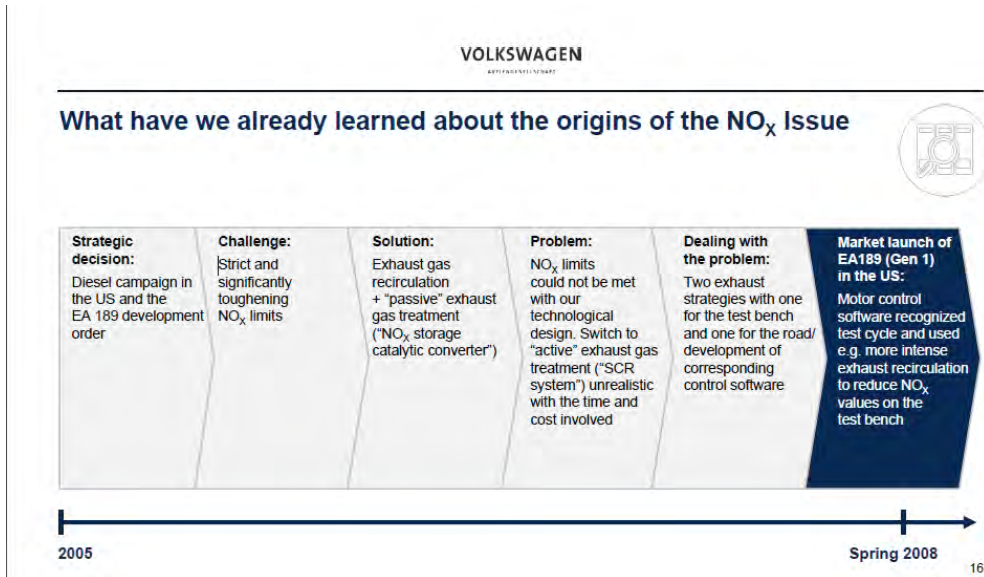 VOLKSWAGEN
AKTIENGESELLSCHAFT
What have we already learned about the origins of the NOX Issue
Strategic
decision:
Diesel campaign in
the US and the
EA 189 development
order
Challenge:
Strict and
significantly
toughening
NOX limits
Solution:
Exhaust gas
recirculation
+ “passive” exhaust
gas treatment
(“NOX storage
catalytic converter”)
Problem:
NOX limits
could not be met
with our
technological
design. Switch to
“active” exhaust gas
treatment (“SCR
system”) unrealistic
with the time and
cost involved
Dealing with
the problem:
Two exhaust
strategies with one
for the test bench
and one for the road/
development of
corresponding
control software
Market launch of
EA189 (Gen 1)
in the US:
Motor control
software recognized
test cycle and used
e.g. more intense
exhaust recirculation
to reduce NOX
values on the
test bench
2005
Spring 2008
16